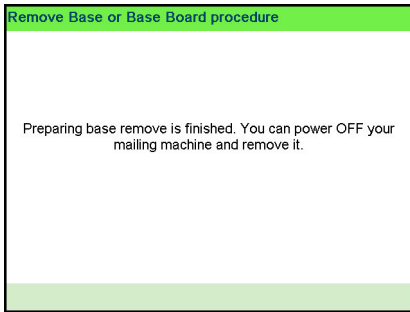 Remove Base or Base Board procedure
Preparing base remove is finished. You can power OFF your
mailing machine and remove it.